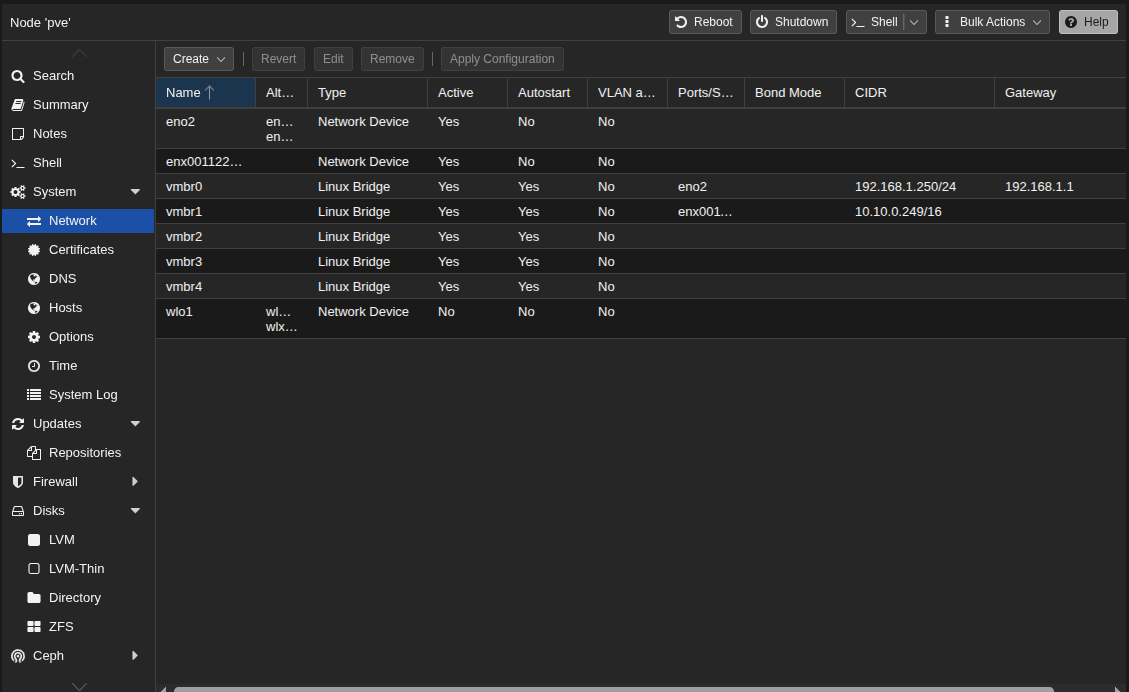 Node 'pve'
Reboot
Shutdown
Shell
Bulk Actions
Help
Search
Summary
Notes
Shell
System
Network
Certificates
DNS
Hosts
Options
Time
System Log
Updates
Repositories
Firewall
Disks
LVM
LVM-Thin
Directory
ZFS
Ceph
Create
Revert
Edit
Remove
Apply Configuration
Name Alt… Type Active Autostart VLAN a… Ports/S… Bond Mode CIDR Gateway
eno2 en… Network Device Yes No No
en…
enx001122… Network Device Yes No No
vmbr0 Linux Bridge Yes Yes No eno2 192.168.1.250/24 192.168.1.1
vmbr1 Linux Bridge Yes Yes No enx001… 10.10.0.249/16
vmbr2 Linux Bridge Yes Yes No
vmbr3 Linux Bridge Yes Yes No
vmbr4 Linux Bridge Yes Yes No
wlo1 wl… Network Device No No No
wlx…